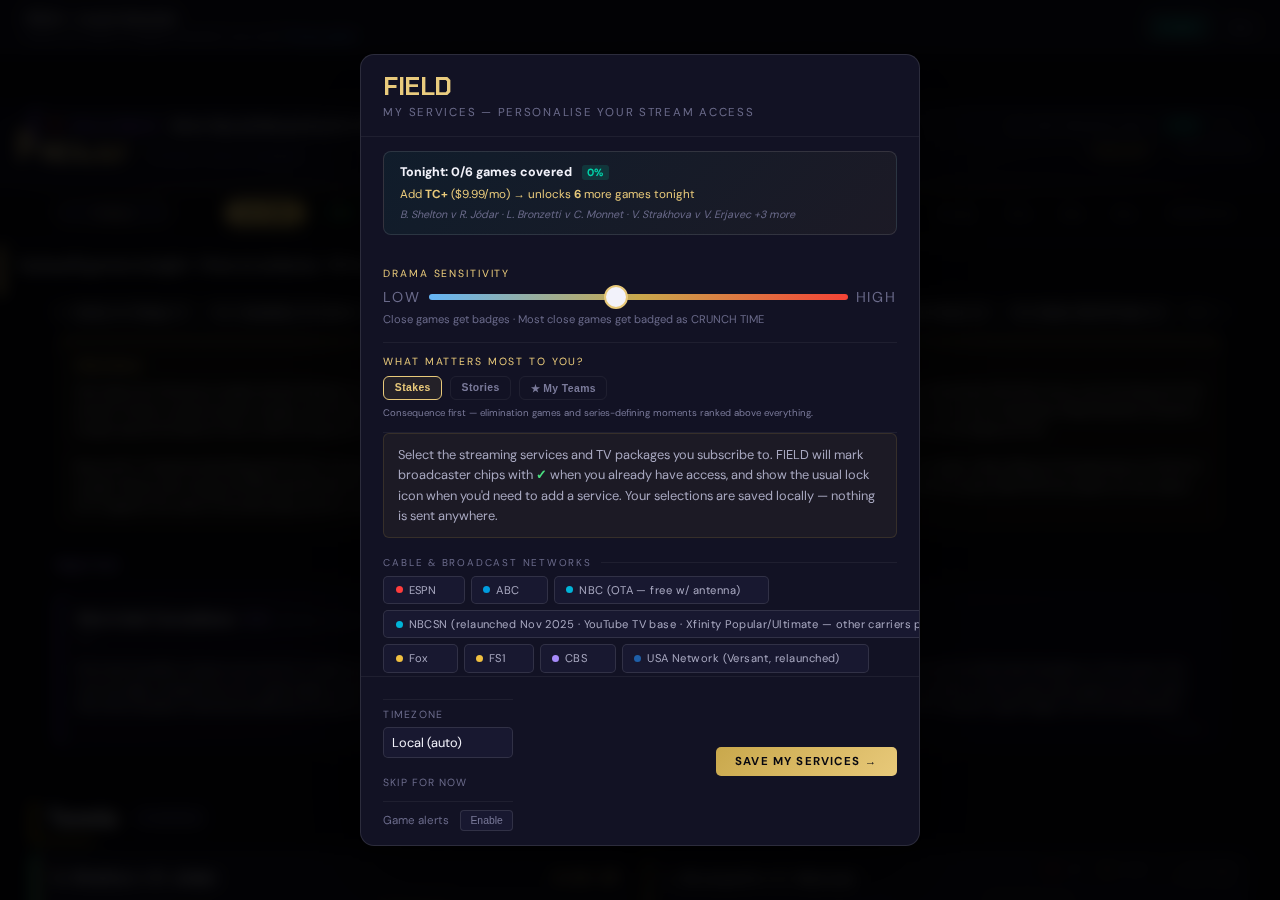 FIELD
MY SERVICES — PERSONALISE YOUR STREAM ACCESS
Tonight: 0/6 games covered 0%
Add TC+ ($9.99/mo) → unlocks 6 more games tonight
B. Shelton v R. Jódar · L. Bronzetti v C. Monnet · V. Strakhova v V. Erjavec +3 more
DRAMA SENSITIVITY
LOW HIGH
Close games get badges · Most close games get badged as CRUNCH TIME
WHAT MATTERS MOST TO YOU?
Stakes Stories ★ My Teams
Consequence first — elimination games and series-defining moments ranked above everything.
Select the streaming services and TV packages you subscribe to. FIELD will mark
broadcaster chips with ✓ when you already have access, and show the usual lock
icon when you'd need to add a service. Your selections are saved locally — nothing
is sent anywhere.
CABLE & BROADCAST NETWORKS
ESPN ABC NBC (OTA — free w/ antenna)
NBCSN (relaunched Nov 2025 · YouTube TV base · Xfinity Popular/Ultimate — other carriers p
Fox FS1 CBS USA Network (Versant, relaunched)
TIMEZONE
Local (auto)
SAVE MY SERVICES →
SKIP FOR NOW
Game alerts Enable